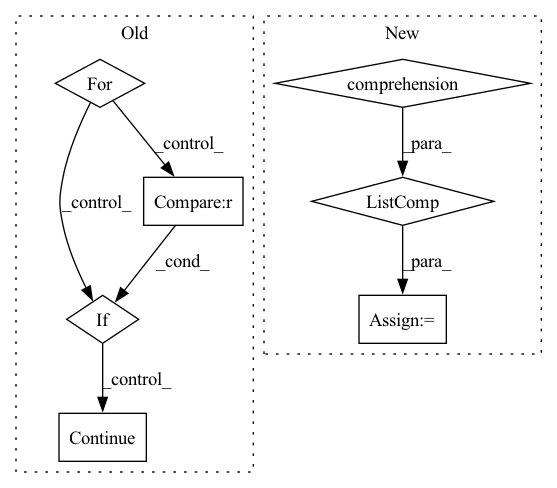 Old
New
For
comprehension
_control_
_para_
_control_
Compare:r
ListComp
_cond_
_para_
If
Assign:=
_control_
Continue